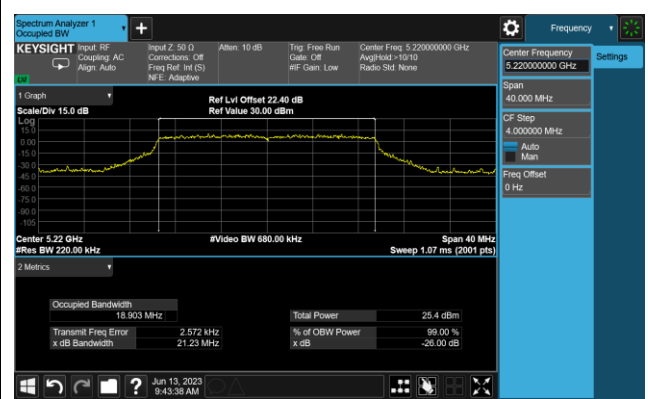 Spectrum Analyzer 1
Occupied BW
Frequency
KEYSIGHT
Input: RF
Coupling: AC
Align: Auto
Input Z: 50 Ω
Corrections: Off
Freq Ref: Int (S)
NFE: Adaptive
Atten: 10 dB
Trig: Free Run
Gate: Off
#IF Gain: Low
Center Freq: 5.220000000 GHz
Avg|Hold:>10/10
Radio Std: None
1 Graph
Scale/Div 15.0 dB
Ref Lvl Offset 22.40 dB
Ref Value 30.00 dBm
Log
15.0
0.00
-15.0
-30.0
-45.0
-60.0
-75.0
-90.0
-105
Center 5.22 GHz
#Video BW 680.00 kHz
Span 40 MHz
#Res BW 220.00 kHz
Sweep 1.07 ms (2001 pts)
2 Metrics
Occupied Bandwidth
18.903 MHz
Total Power 25.4 dBm
Transmit Freq Error 2.572 kHz
% of OBW Power 99.00 %
x dB Bandwidth 21.23 MHz
x dB -26.00 dB
Jun 13, 2023
9:43:38 AM
Center Frequency
5.220000000 GHz
Settings
Span
40.000 MHz
CF Step
4.000000 MHz
Auto
Man
Freq Offset
0 Hz